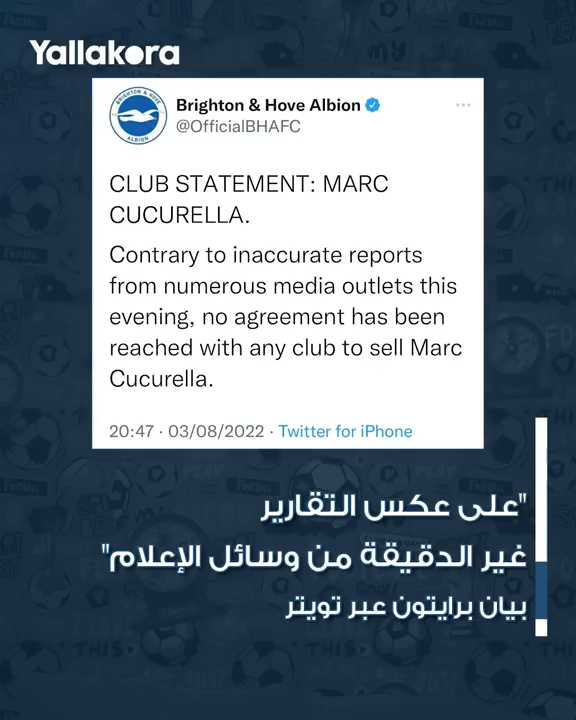 Yallakora
Brighton & Hove Albion
@OfficialBHAFC
CLUB STATEMENT: MARC
CUCURELLA.
Contrary to inaccurate reports
from numerous media outlets this
evening, no agreement has been
reached with any club to sell Marc
Cucurella.
20:47 · 03/08/2022 · Twitter for iPhone
"على عكس التقارير
غير الدقيقة من وسائل الإعلام"
بيان برايتون عبر تويتر